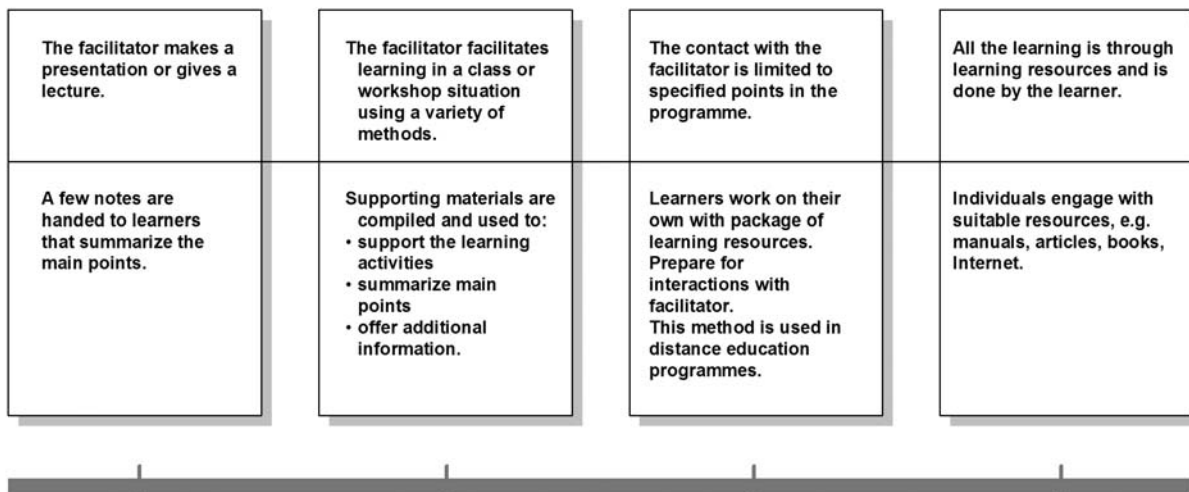 The facilitator makes a
presentation or gives a
lecture.
A few notes are
handed to learners
that summarize the
main points.
The facilitator facilitates
learning in a class or
workshop situation
using a variety of
methods.
Supporting materials are
compiled and used to:
• support the learning
activities
• summarize main
points
• offer additional
information.
The contact with the
facilitator is limited to
specified points in the
programme.
Learners work on their
own with package of
learning resources.
Prepare for
interactions with
facilitator.
This method is used in
distance education
programmes.
All the learning is through
learning resources and is
done by the learner.
Individuals engage with
suitable resources, e.g.
manuals, articles, books,
Internet.